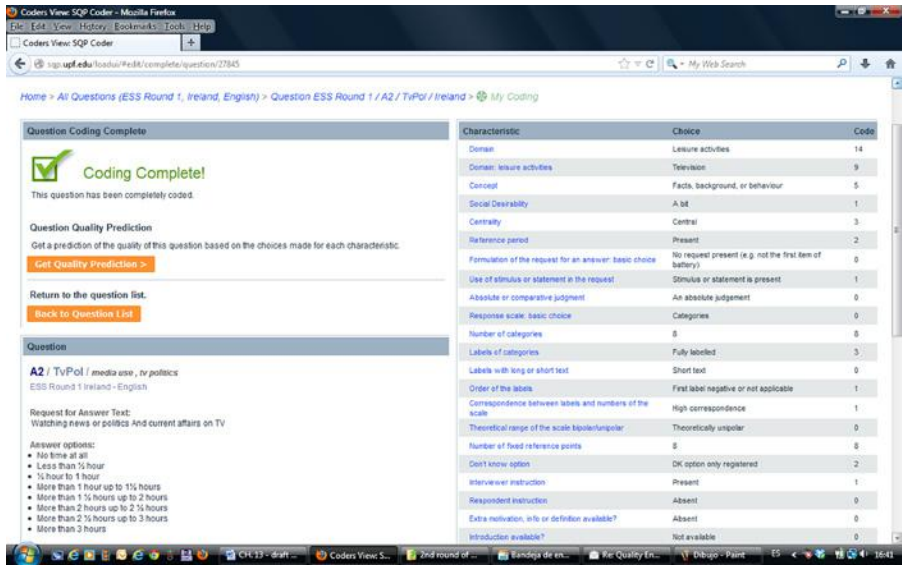 Coders View: SQP Coder - Mozilla Firefox
File Edit View History Bookmarks Tools Help
Coders View: SQP Coder
sqp.upf.edu/loadui/#edit/complete/question/27845
My Web Search
Home > All Questions (ESS Round 1, Ireland, English) > Question ESS Round 1 / A2 / TvPol / Ireland > My Coding
Question Coding Complete
Coding Complete!
This question has been completely coded.
Question Quality Prediction
Get a prediction of the quality of this question based on the choices made for each characteristic.
Get Quality Prediction >
Return to the question list.
Back to Question List
Question
A2 / TvPol / media use , tv politics
ESS Round 1 Ireland - English
Request for Answer Text:
Watching news or politics And current affairs on TV
Answer options:
• No time at all
• Less than ½ hour
• ½ hour to 1 hour
• More than 1 hour up to 1½ hours
• More than 1 ½ hours up to 2 hours
• More than 2 hours up to 2 ½ hours
• More than 2 ½ hours up to 3 hours
• More than 3 hours
Characteristic Choice Code
Domain Leisure activities 14
Domain: leisure activities Television 9
Concept Facts, background, or behaviour 5
Social Desirability A bit 1
Centrality Central 3
Reference period Present 2
Formulation of the request for an answer: basic choice No request present (e.g. not the first item of battery) 0
Use of stimulus or statement in the request Stimulus or statement is present 1
Absolute or comparative judgment An absolute judgement 0
Response scale: basic choice Categories 0
Number of categories 8 8
Labels of categories Fully labelled 3
Labels with long or short text Short text 0
Order of the labels First label negative or not applicable 1
Correspondence between labels and numbers of the scale High correspondence 1
Theoretical range of the scale bipolar/unipolar Theoretically unipolar 0
Number of fixed reference points 8 8
Don't know option DK option only registered 2
Interviewer instruction Present 1
Respondent instruction Absent 0
Extra motivation, info or definition available? Absent 0
Introduction available? Not available 0
CH.13 - draft ...
Coders View: S...
2nd round of ...
Bandeja de en...
Re: Quality En...
Dibujo - Paint
ES
16:41